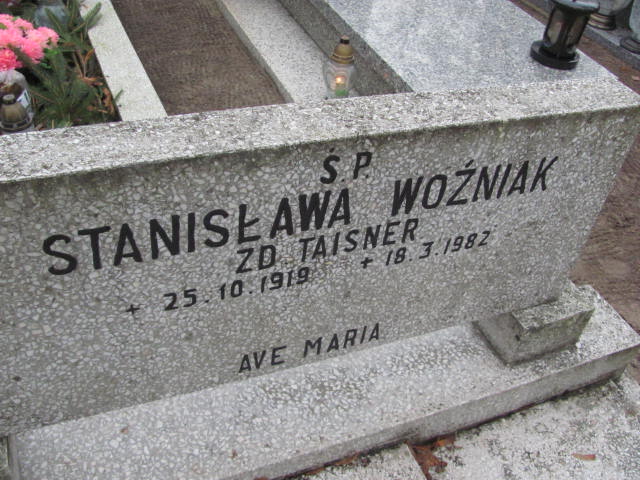 Ś.P.
STANISŁAWA WOŹNIAK
ZD. TAISNER
+ 25.10.1919 + 18.3.1982
AVE MARIA